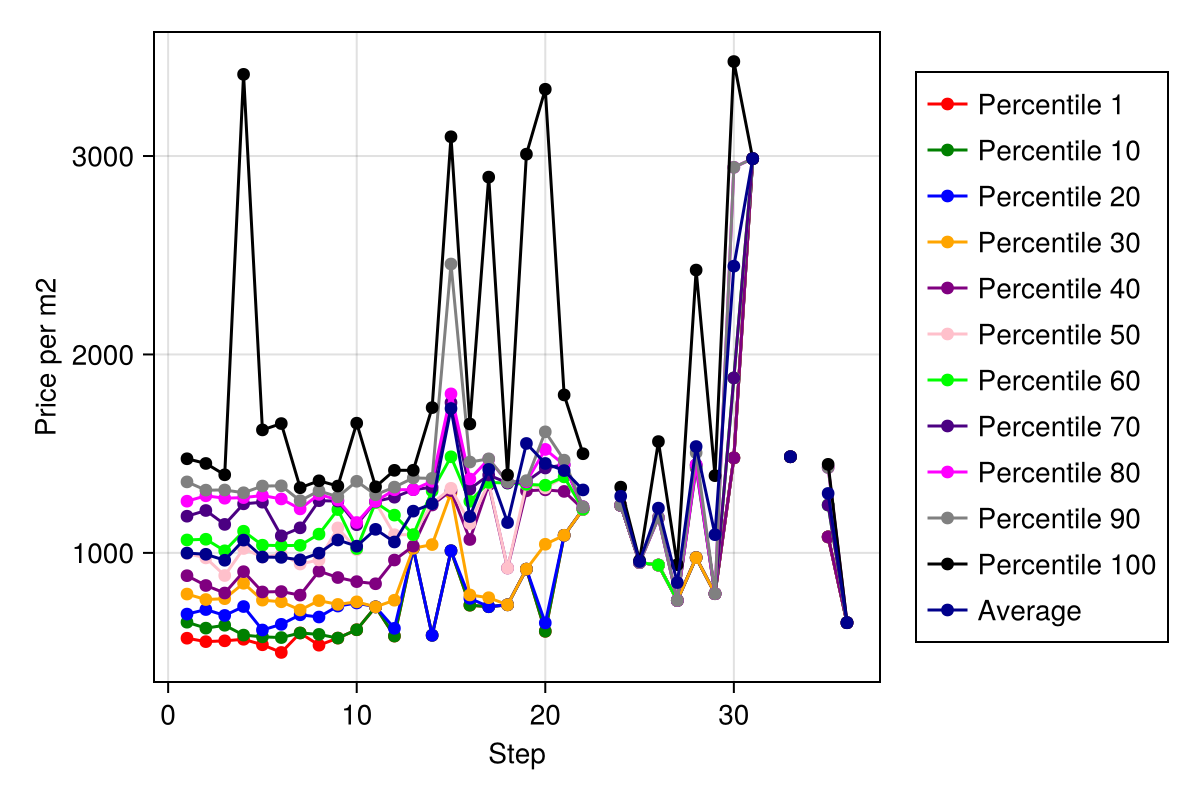 3000
2000
1000
Price per m2
0
10
20
30
Step
Percentile 1
Percentile 10
Percentile 20
Percentile 30
Percentile 40
Percentile 50
Percentile 60
Percentile 70
Percentile 80
Percentile 90
Percentile 100
Average